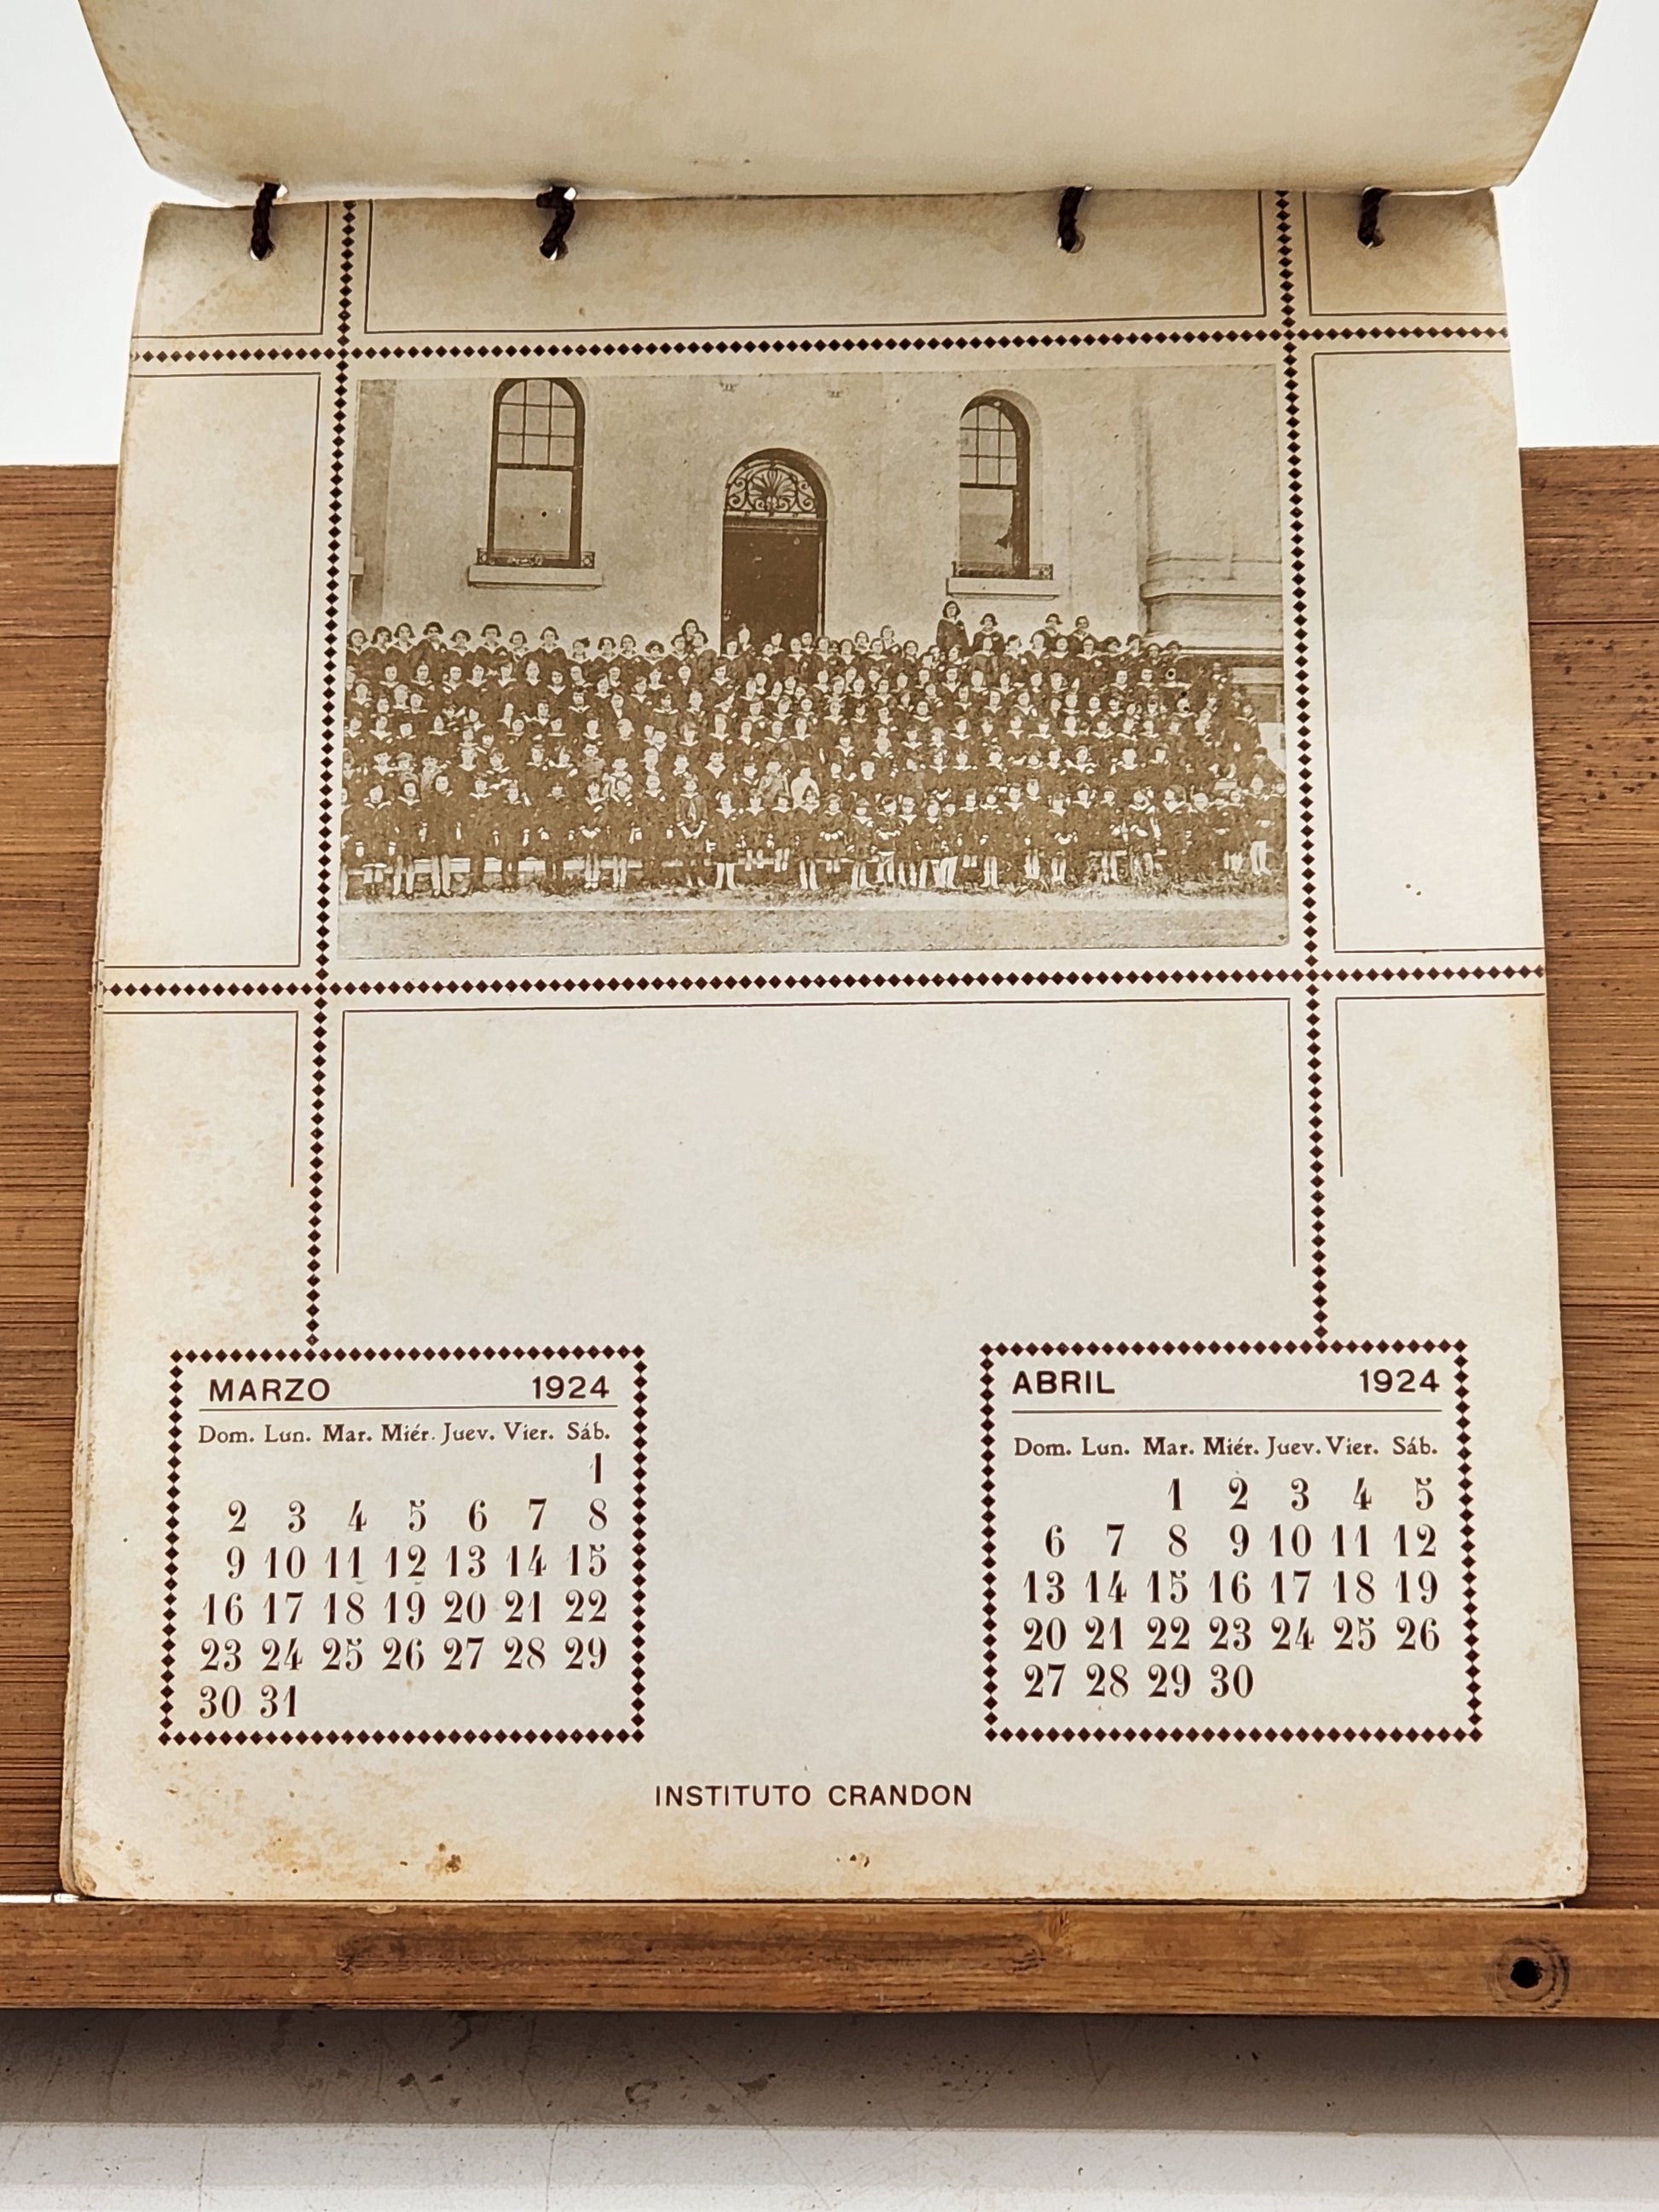 MARZO 1924
Dom. Lun. Mar. Miér. Juev. Vier. Sáb.
1
2 3 4 5 6 7 8
9 10 11 12 13 14 15
16 17 18 19 20 21 22
23 24 25 26 27 28 29
30 31
ABRIL 1924
Dom. Lun. Mar. Miér. Juev. Vier. Sáb.
1 2 3 4 5
6 7 8 9 10 11 12
13 14 15 16 17 18 19
20 21 22 23 24 25 26
27 28 29 30
INSTITUTO CRANDON